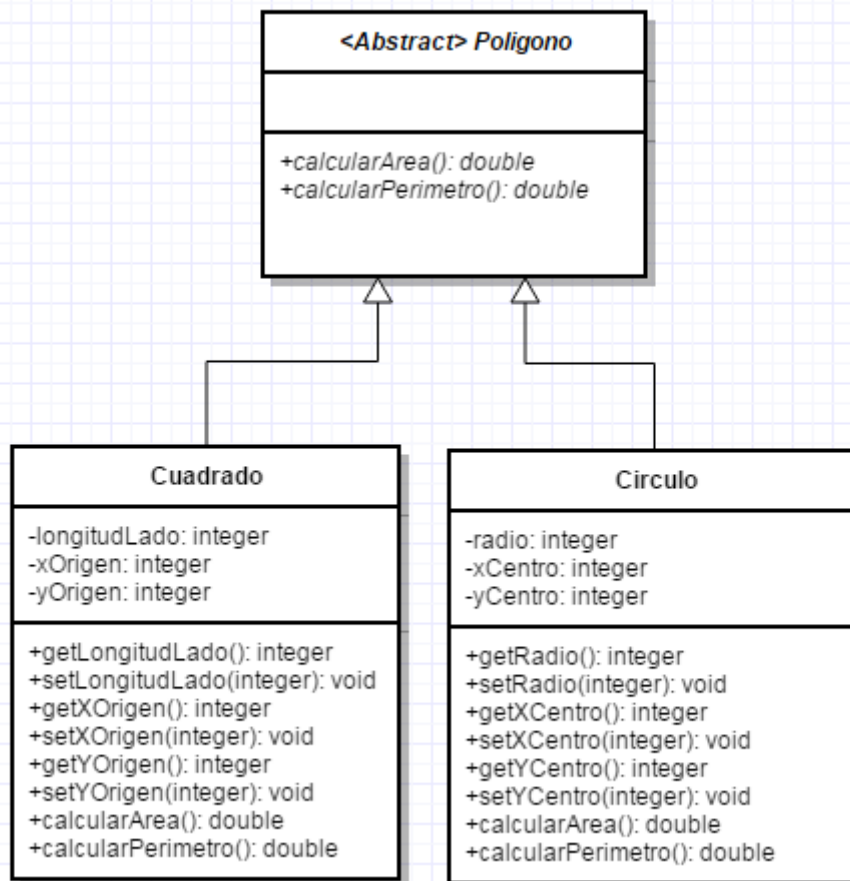 <Abstract> Poligono
+calcularArea(): double
+calcularPerimetro(): double
Cuadrado
-longitudLado: integer
-xOrigen: integer
-yOrigen: integer
+getLongitudLado(): integer
+setLongitudLado(integer): void
+getXOrigen(): integer
+setXOrigen(integer): void
+getYOrigen(): integer
+setYOrigen(integer): void
+calcularArea(): double
+calcularPerimetro(): double
Circulo
-radio: integer
-xCentro: integer
-yCentro: integer
+getRadio(): integer
+setRadio(integer): void
+getXCentro(): integer
+setXCentro(integer): void
+getYCentro(): integer
+setYCentro(integer): void
+calcularArea(): double
+calcularPerimetro(): double